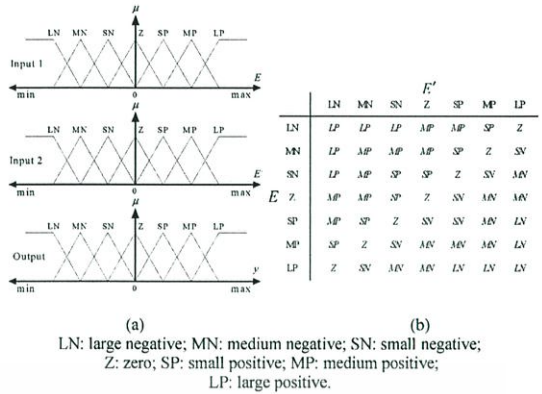 μ
LN MN SN Z SP MP LP
Input 1
E
min 0 max
μ
LN MN SN Z SP MP LP
Input 2
E
min 0 max
μ
LN MN SN Z SP MP LP
Output
y
min 0 max
(a)
E'
LN MN SN Z SP MP LP
LN LP LP LP MP MP SP Z
MN LP MP MP MP SP Z SN
SN LP MP SP SP Z SN MN
E Z MP MP SP Z SN MN MN
SP MP SP Z SN SN MN LN
MP SP Z SN MN MN MN LN
LP Z SN MN MN LN LN LN
(b)
LN: large negative; MN: medium negative; SN: small negative;
Z: zero; SP: small positive; MP: medium positive;
LP: large positive.